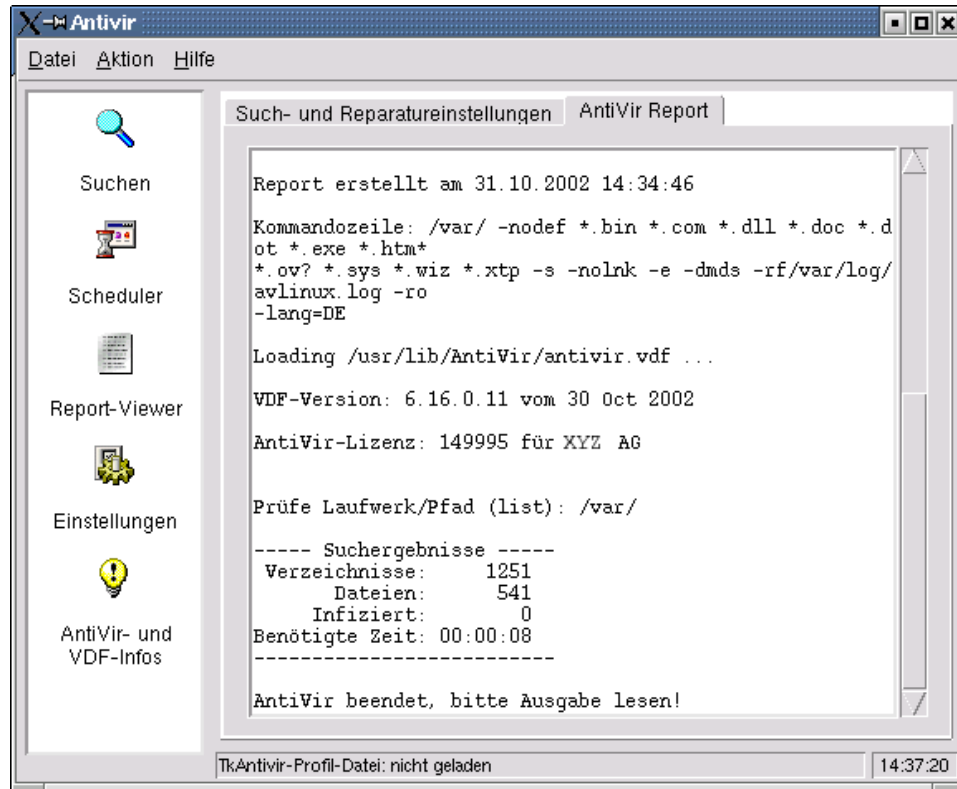 Antivir
Datei Aktion Hilfe
Suchen
Scheduler
Report-Viewer
Einstellungen
AntiVir- und
VDF-Infos
Such- und Reparatureinstellungen
AntiVir Report
Report erstellt am 31.10.2002 14:34:46
Kommandozeile: /var/ -nodef *.bin *.com *.dll *.doc *.d
ot *.exe *.htm*
*.ov? *.sys *.wiz *.xtp -s -nolnk -e -dmds -rf/var/log/
avlinux.log -ro
-lang=DE
Loading /usr/lib/AntiVir/antivir.vdf ...
VDF-Version: 6.16.0.11 vom 30 Oct 2002
AntiVir-Lizenz: 149995 für XYZ AG
Prüfe Laufwerk/Pfad (list): /var/
----- Suchergebnisse -----
Verzeichnisse: 1251
Dateien: 541
Infiziert: 0
Benötigte Zeit: 00:00:08
--------------------------
AntiVir beendet, bitte Ausgabe lesen!
TkAntivir-Profil-Datei: nicht geladen
14:37:20